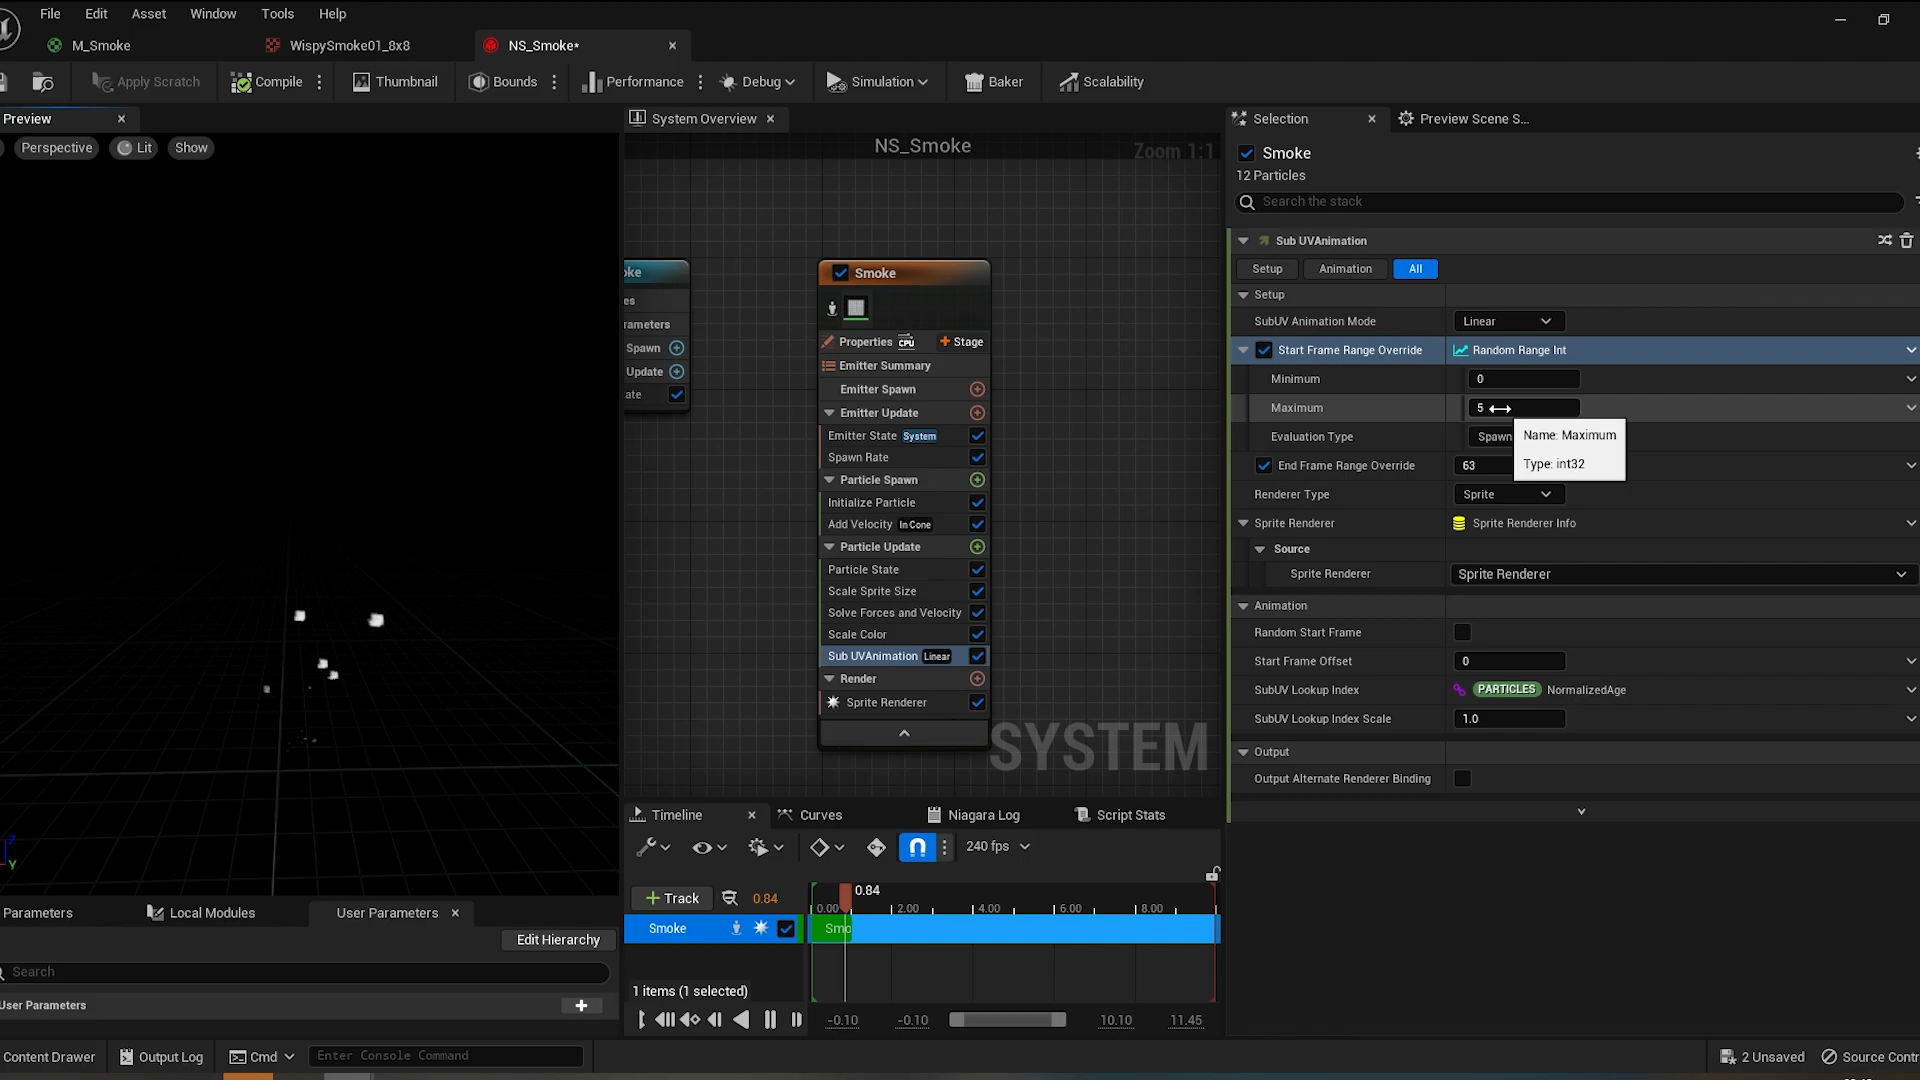 File Edit Asset Window Tools Help
M_Smoke WispySmoke01_8x8 NS_Smoke*
Apply Scratch Compile Thumbnail Bounds Performance Debug Simulation Baker Scalability
Preview
Perspective Lit Show
System Overview
NS_Smoke
Zoom 1:1
Spawn
Update
Smoke
Properties CPU Stage
Emitter Summary
Emitter Spawn
Emitter Update
Emitter State System
Spawn Rate
Particle Spawn
Initialize Particle
Add Velocity In Cone
Particle Update
Particle State
Scale Sprite Size
Solve Forces and Velocity
Scale Color
Sub UVAnimation Linear
Render
Sprite Renderer
SYSTEM
Selection Preview Scene S...
Smoke
12 Particles
Search the stack
Sub UVAnimation
Setup Animation All
Setup
SubUV Animation Mode Linear
Start Frame Range Override Random Range Int
Minimum 0
Maximum 5
Evaluation Type Spawn
Name: Maximum
Type: int32
End Frame Range Override 63
Renderer Type Sprite
Sprite Renderer Sprite Renderer Info
Source
Sprite Renderer Sprite Renderer
Animation
Random Start Frame
Start Frame Offset 0
SubUV Lookup Index PARTICLES NormalizedAge
SubUV Lookup Index Scale 1.0
Output
Output Alternate Renderer Binding
Timeline Curves Niagara Log Script Stats
240 fps
Track 0.84
0.84
0.00 2.00 4.00 6.00 8.00
Smoke Smo
1 items (1 selected)
-0.10 -0.10 10.10 11.45
Parameters Local Modules User Parameters
Edit Hierarchy
Search
User Parameters
Z
Y
Content Drawer Output Log Cmd Enter Console Command
2 Unsaved Source Contr